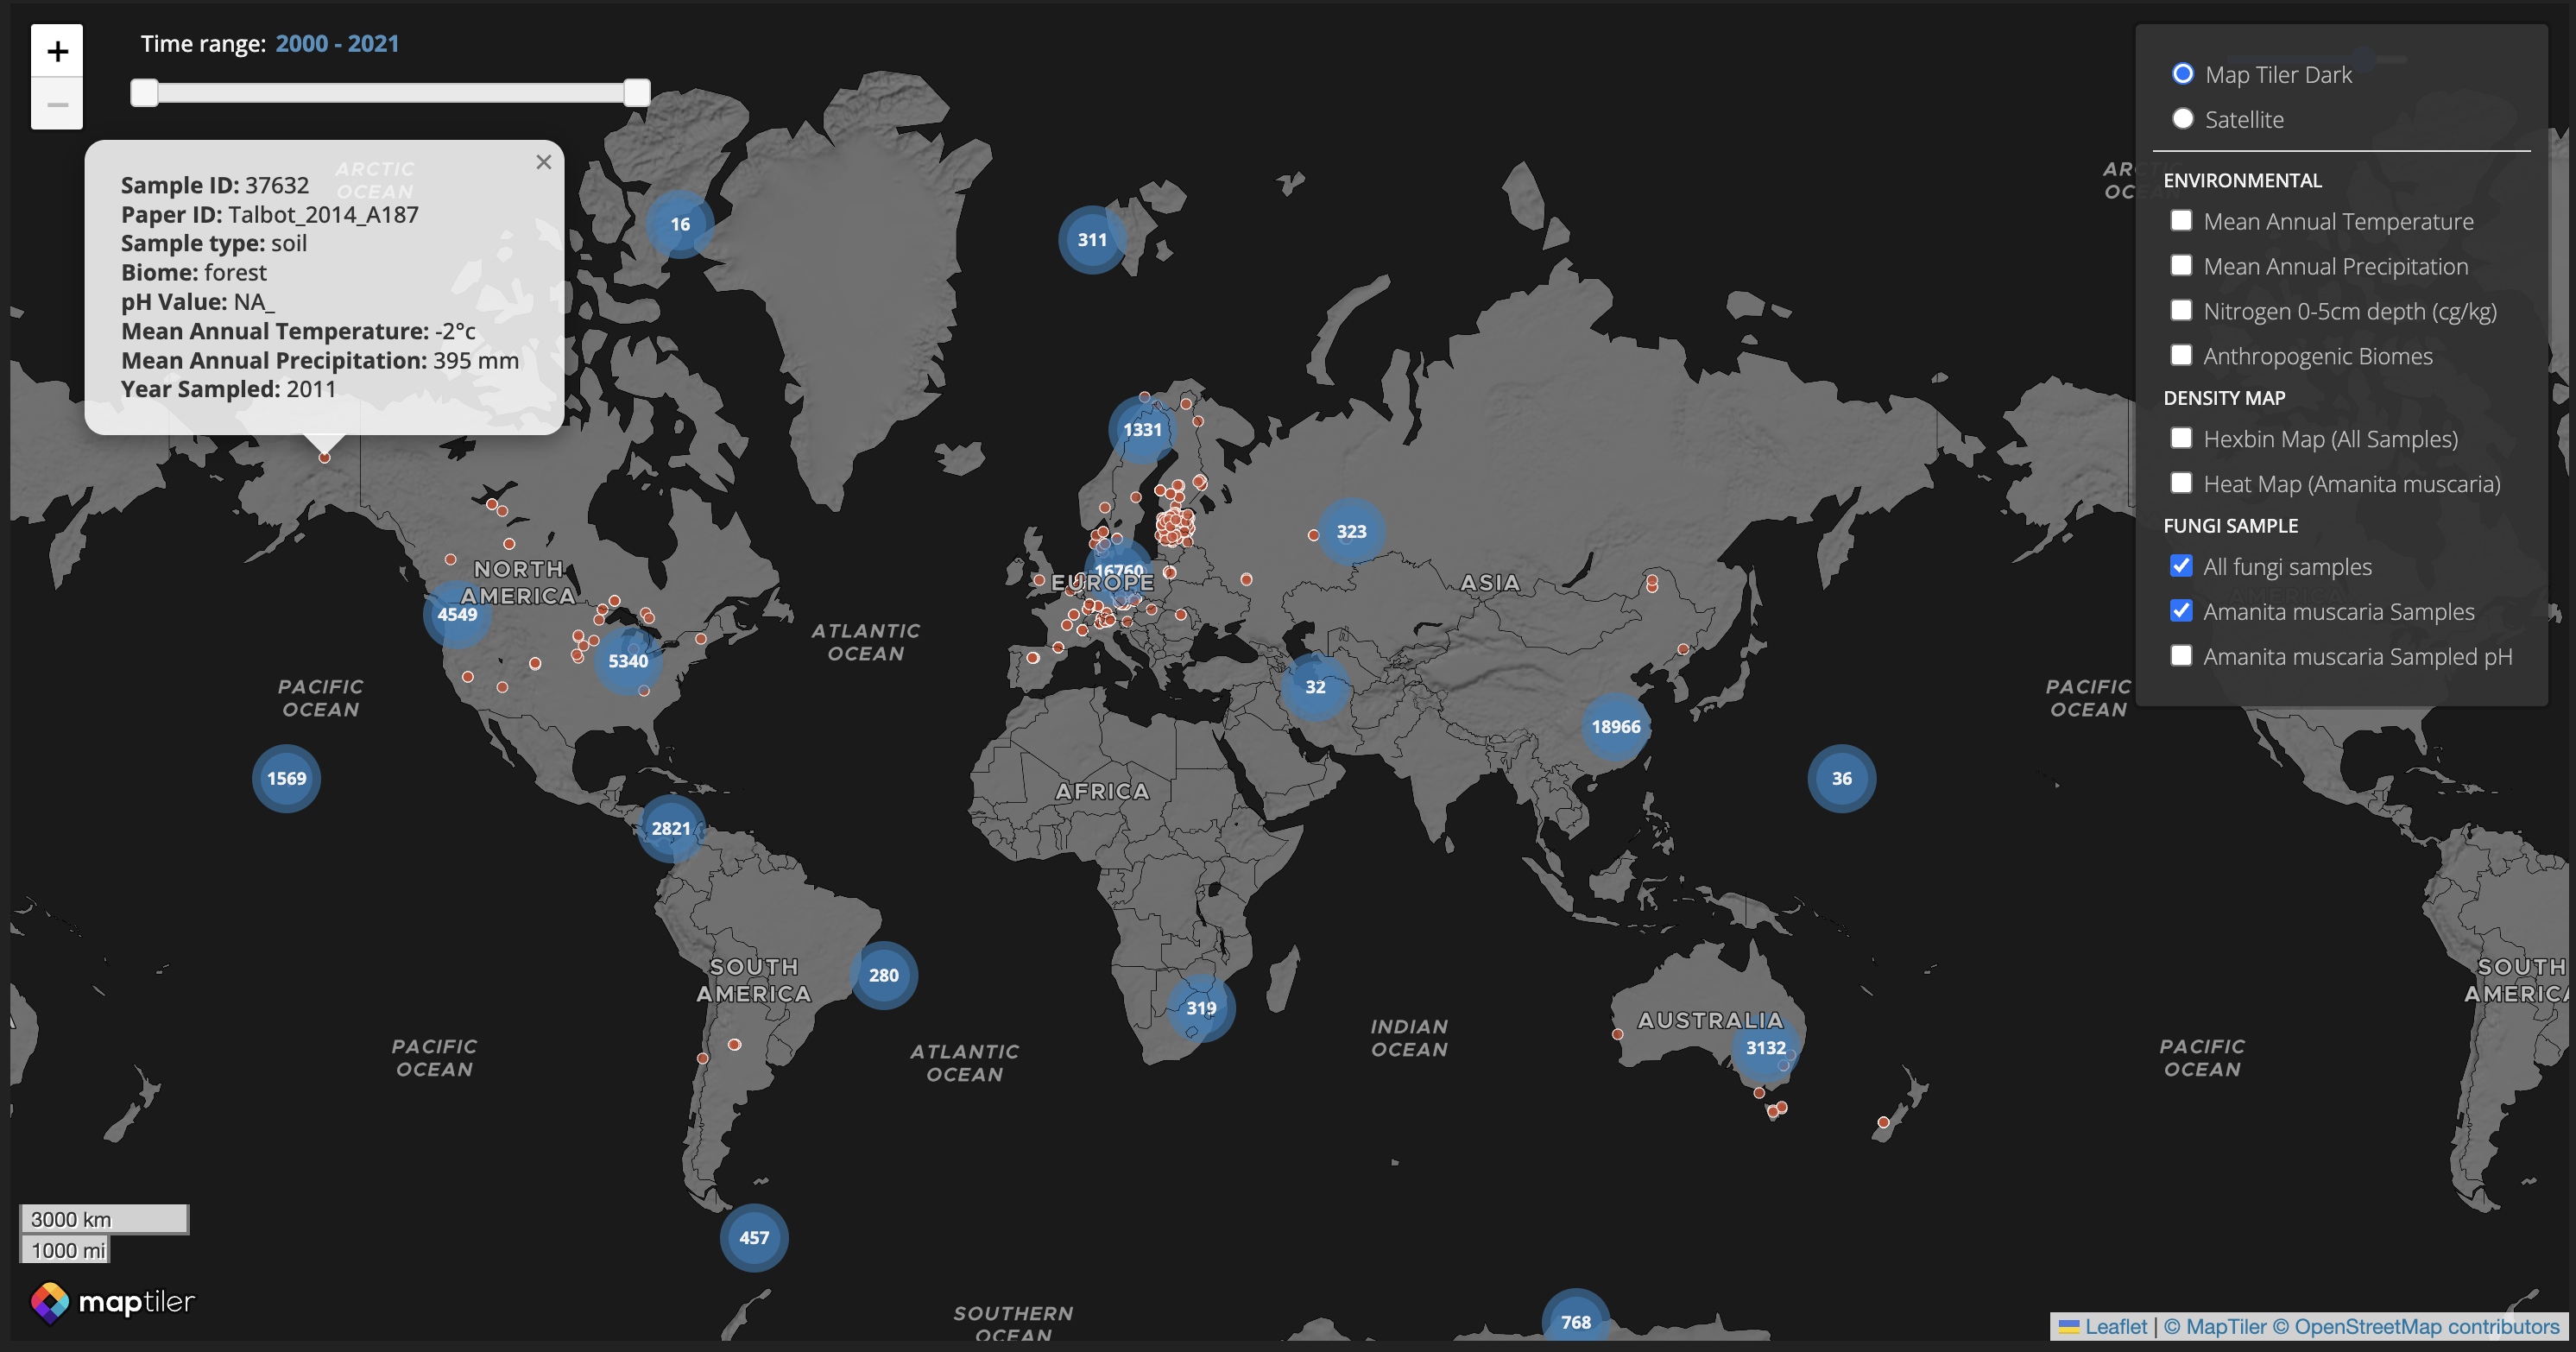 +
−
Time range: 2000 - 2021
×
ARCTIC
OCEAN
Sample ID: 37632
Paper ID: Talbot_2014_A187
Sample type: soil
Biome: forest
pH Value: NA_
Mean Annual Temperature: -2°c
Mean Annual Precipitation: 395 mm
Year Sampled: 2011
Map Tiler Dark
Satellite
ENVIRONMENTAL
Mean Annual Temperature
Mean Annual Precipitation
Nitrogen 0-5cm depth (cg/kg)
Anthropogenic Biomes
DENSITY MAP
Hexbin Map (All Samples)
Heat Map (Amanita muscaria)
FUNGI SAMPLE
All fungi samples
Amanita muscaria Samples
Amanita muscaria Sampled pH
16
311
1331
323
16760
EUROPE
ASIA
NORTH
AMERICA
4549
5340
ATLANTIC
OCEAN
PACIFIC
OCEAN
32
PACIFIC
OCEAN
18966
1569
AFRICA
36
2821
SOUTH
AMERICA
280
319
SOUTH
AMERICA
AUSTRALIA
3132
INDIAN
OCEAN
PACIFIC
OCEAN
ATLANTIC
OCEAN
PACIFIC
OCEAN
3000 km
1000 mi
457
maptiler
SOUTHERN
OCEAN
768
Leaflet | © MapTiler © OpenStreetMap contributors